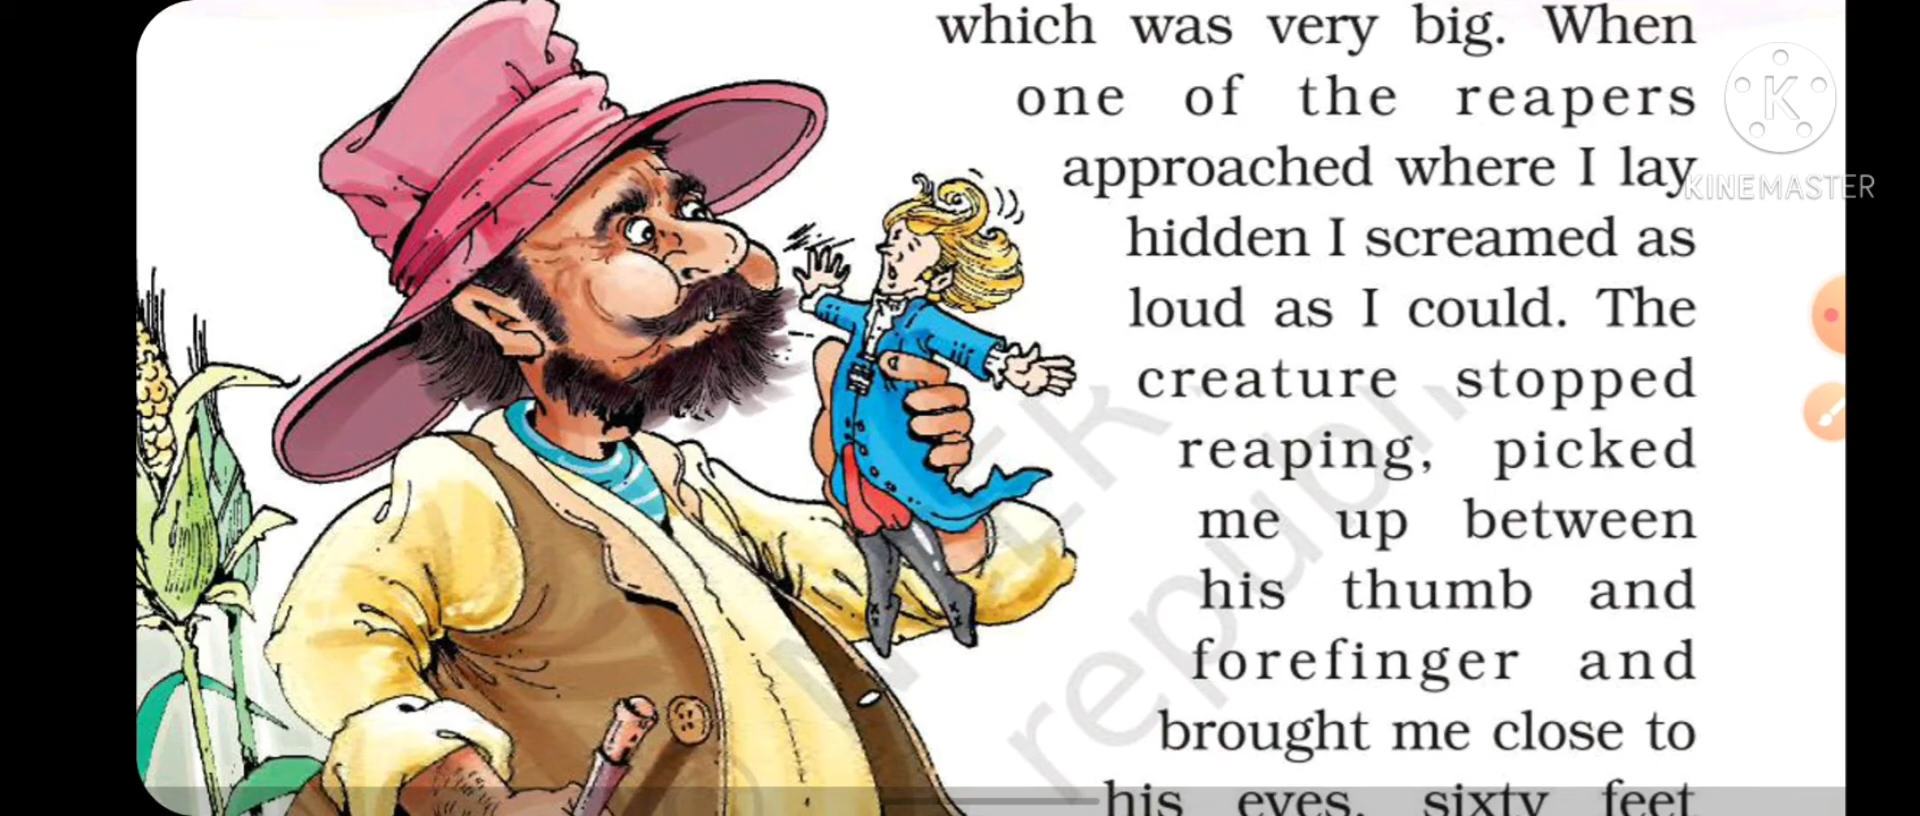 which was very big. When
one of the reapers
approached where I lay
hidden I screamed as
loud as I could. The
creature stopped
reaping, picked
me up between
his thumb and
forefinger and
brought me close to
his eyes, sixty feet
K
KINEMASTER
republi